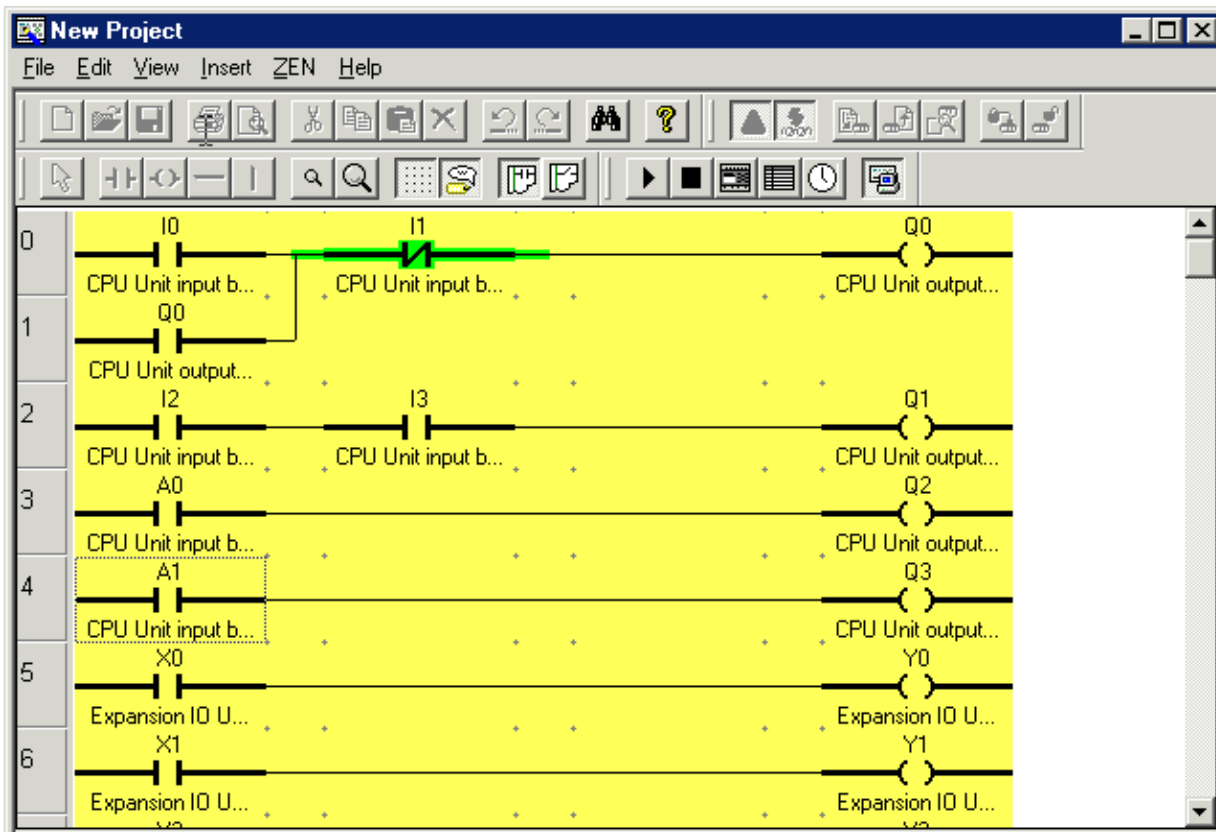 New Project
File Edit View Insert ZEN Help
0
I0 I1 Q0
CPU Unit input b... CPU Unit input b... CPU Unit output...
1
Q0
CPU Unit output...
2
I2 I3 Q1
CPU Unit input b... CPU Unit input b... CPU Unit output...
3
A0 Q2
CPU Unit input b... CPU Unit output...
4
A1 Q3
CPU Unit input b... CPU Unit output...
5
X0 Y0
Expansion IO U... Expansion IO U...
6
X1 Y1
Expansion IO U... Expansion IO U...